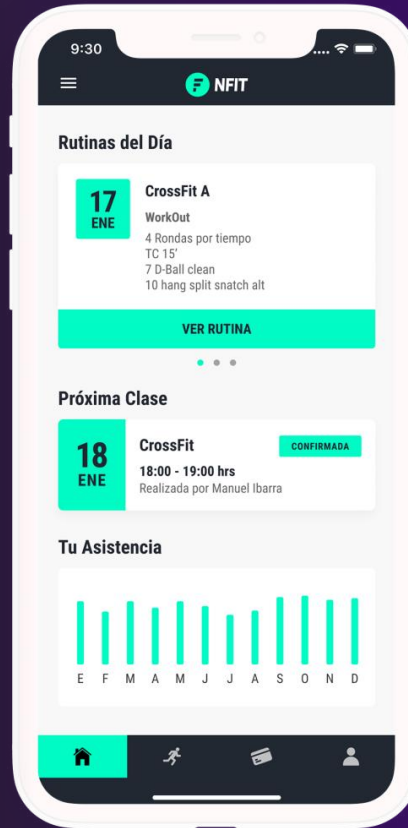 9:30
NFIT
Rutinas del Día
17
ENE
CrossFit A
WorkOut
4 Rondas por tiempo
TC 15'
7 D-Ball clean
10 hang split snatch alt
VER RUTINA
Próxima Clase
18
ENE
CrossFit
CONFIRMADA
18:00 - 19:00 hrs
Realizada por Manuel Ibarra
Tu Asistencia
E F M A M J J A S O N D